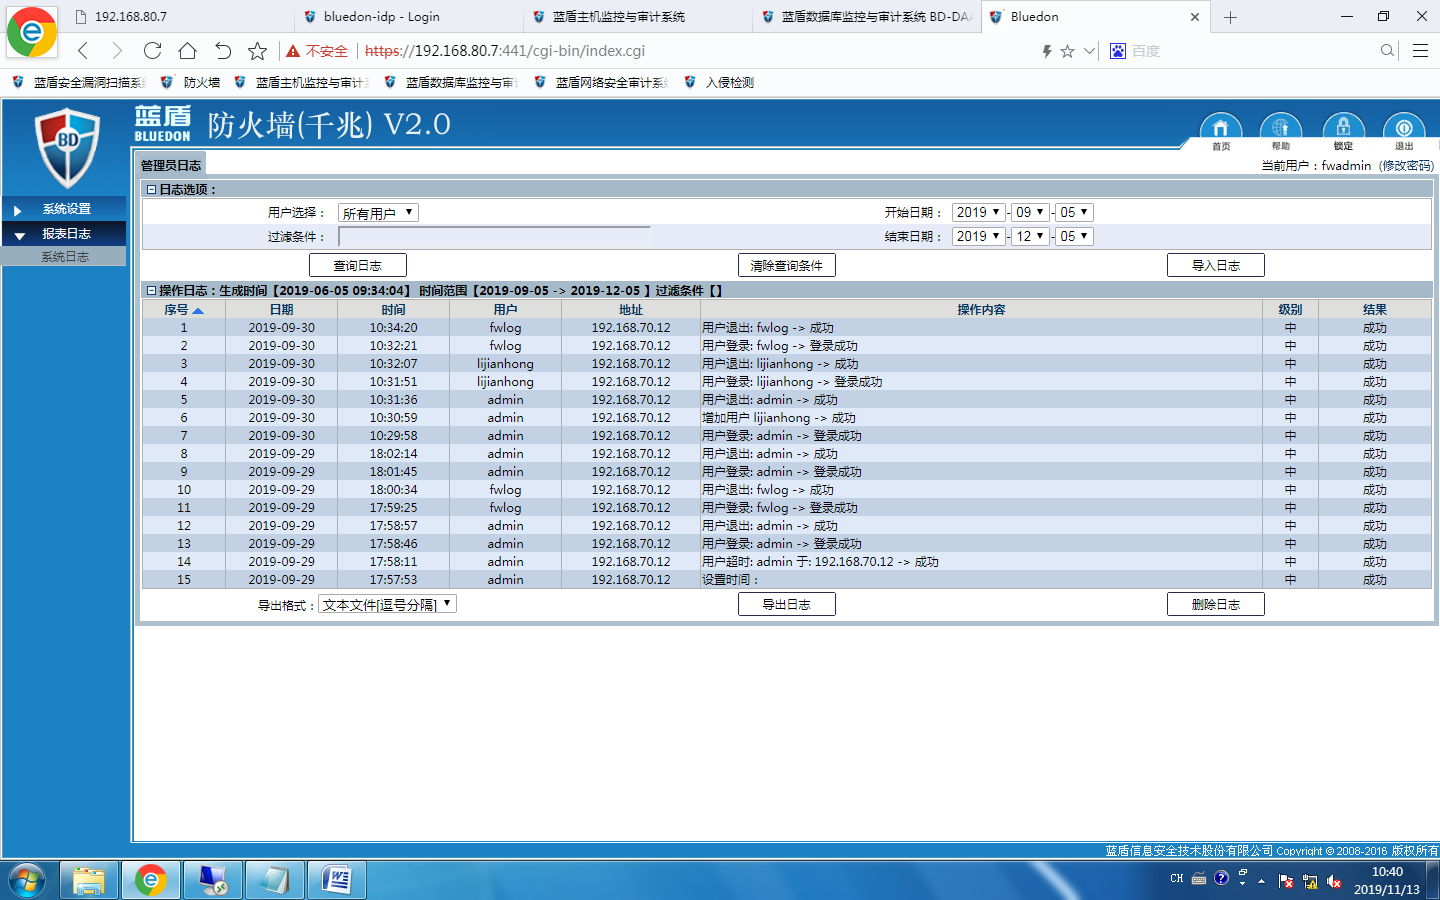 192.168.80.7 bluedon-idp - Login 蓝盾主机监控与审计系统 蓝盾数据库监控与审计系统 BD-DA Bluedon
不安全 https://192.168.80.7:441/cgi-bin/index.cgi 百度
蓝盾安全漏洞扫描系 防火墙 蓝盾主机监控与审计 蓝盾数据库监控与审 蓝盾网络安全审计系 入侵检测
BD 蓝盾 BLUEDON 防火墙(千兆) V2.0
首页 帮助 锁定 退出
管理员日志 当前用户：fwadmin (修改密码)
日志选项：
系统设置
报表日志
系统日志
用户选择： 所有用户 开始日期： 2019 - 09 - 05
过滤条件： 结束日期： 2019 - 12 - 05
查询日志 清除查询条件 导入日志
操作日志：生成时间【2019-06-05 09:34:04】 时间范围【2019-09-05 -> 2019-12-05 】过滤条件【】
序号 日期 时间 用户 地址 操作内容 级别 结果
1 2019-09-30 10:34:20 fwlog 192.168.70.12 用户退出: fwlog -> 成功 中 成功
2 2019-09-30 10:32:21 fwlog 192.168.70.12 用户登录: fwlog -> 登录成功 中 成功
3 2019-09-30 10:32:07 lijianhong 192.168.70.12 用户退出: lijianhong -> 成功 中 成功
4 2019-09-30 10:31:51 lijianhong 192.168.70.12 用户登录: lijianhong -> 登录成功 中 成功
5 2019-09-30 10:31:36 admin 192.168.70.12 用户退出: admin -> 成功 中 成功
6 2019-09-30 10:30:59 admin 192.168.70.12 增加用户 lijianhong -> 成功 中 成功
7 2019-09-30 10:29:58 admin 192.168.70.12 用户登录: admin -> 登录成功 中 成功
8 2019-09-29 18:02:14 admin 192.168.70.12 用户退出: admin -> 成功 中 成功
9 2019-09-29 18:01:45 admin 192.168.70.12 用户登录: admin -> 登录成功 中 成功
10 2019-09-29 18:00:34 fwlog 192.168.70.12 用户退出: fwlog -> 成功 中 成功
11 2019-09-29 17:59:25 fwlog 192.168.70.12 用户登录: fwlog -> 登录成功 中 成功
12 2019-09-29 17:58:57 admin 192.168.70.12 用户退出: admin -> 成功 中 成功
13 2019-09-29 17:58:46 admin 192.168.70.12 用户登录: admin -> 登录成功 中 成功
14 2019-09-29 17:58:11 admin 192.168.70.12 用户超时: admin 于: 192.168.70.12 -> 成功 中 成功
15 2019-09-29 17:57:53 admin 192.168.70.12 设置时间： 中 成功
导出格式： 文本文件[逗号分隔] 导出日志 删除日志
蓝盾信息安全技术股份有限公司 Copyright © 2008-2016 版权所有
CH 10:40
2019/11/13